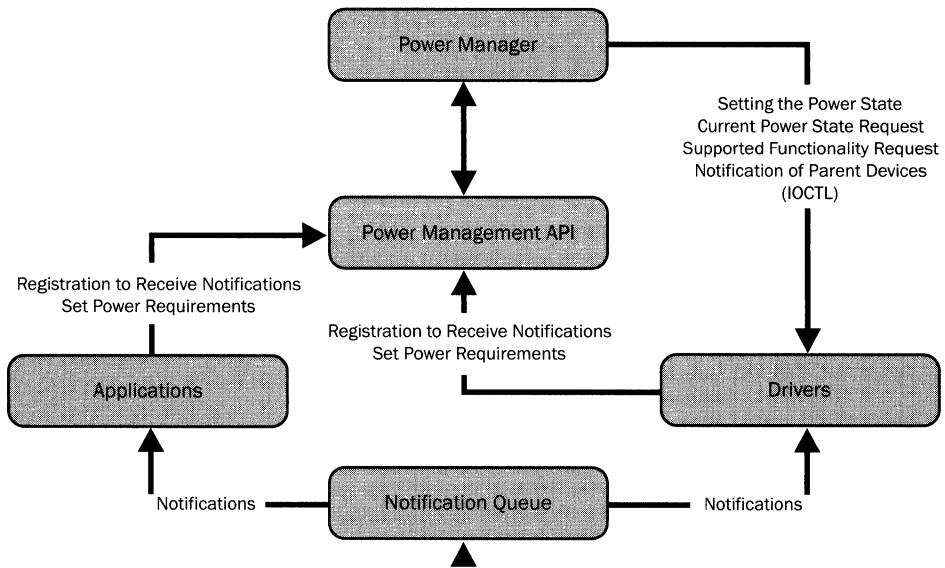 Power Manager
Setting the Power State
Current Power State Request
Supported Functionality Request
Notification of Parent Devices
(IOCTL)
Power Management API
Registration to Receive Notifications
Set Power Requirements
Registration to Receive Notifications
Set Power Requirements
Applications
Drivers
Notifications
Notification Queue
Notifications